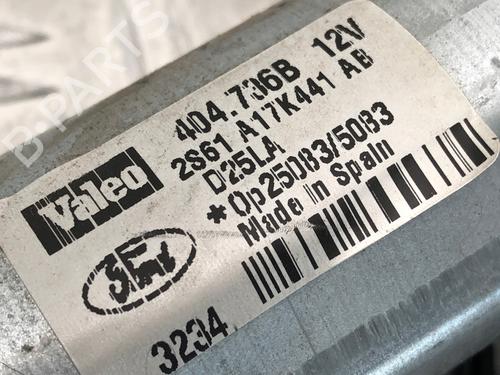 Valeo
404.736B 12V
2S61 A17K441 AB
D25LA
*Op25083/5083
Made in Spain
3234
B-PARTS